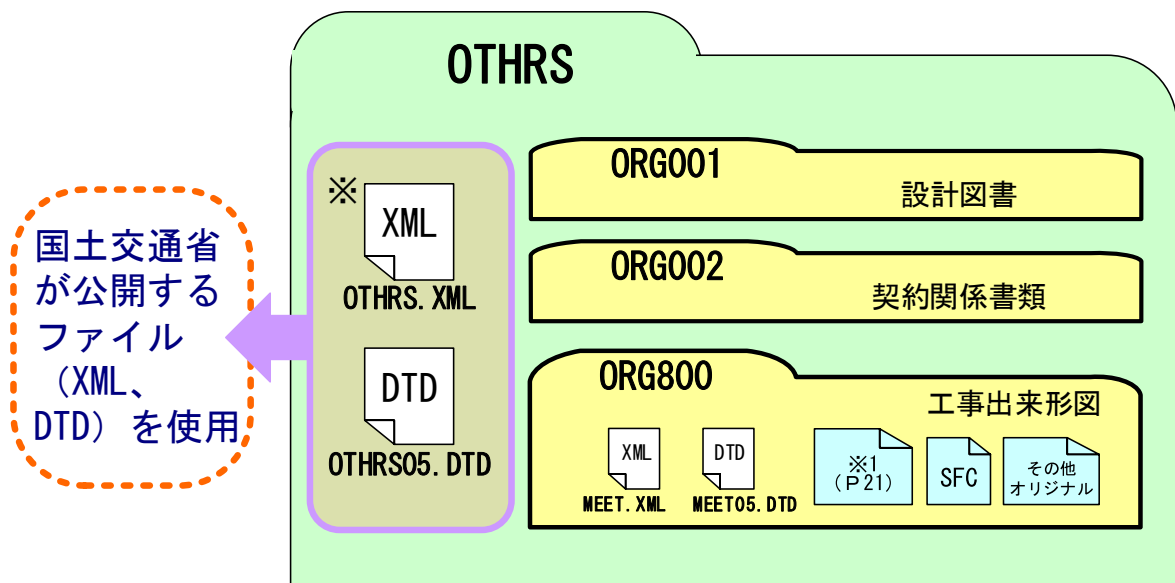 OTHRS
国土交通省
が公開する
ファイル
（XML、
DTD）を使用
※
XML
OTHRS.XML
DTD
OTHRS05.DTD
ORG001
設計図書
ORG002
契約関係書類
ORG800
工事出来形図
XML
MEET.XML
DTD
MEET05.DTD
※1
（P21）
SFC
その他
オリジナル